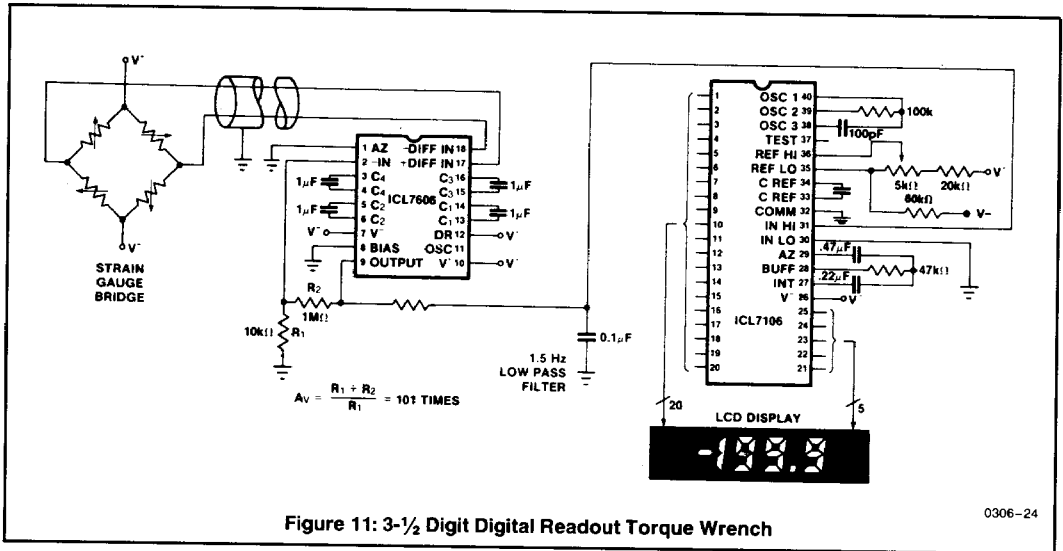 V⁻
V⁻
STRAIN
GAUGE
BRIDGE
1 AZ
2 −IN
3 C4
4 C4
5 C2
6 C2
7 V⁻
8 BIAS
9 OUTPUT
ICL7606
−DIFF IN 18
+DIFF IN 17
C3 16
C3 15
C1 14
C1 13
DR 12
OSC 11
V⁻ 10
1μF
1μF
1μF
1μF
V⁻
V⁻
V⁻
R2
1MΩ
10kΩ R1
AV = R1 + R2 / R1 = 101 TIMES
0.1μF
1.5 Hz
LOW PASS
FILTER
1
2
3
4
5
6
7
8
9
10
11
12
13
14
15
16
17
18
19
20
OSC 1 40
OSC 2 39
OSC 3 38
TEST 37
REF HI 36
REF LO 35
C REF 34
C REF 33
COMM 32
IN HI 31
IN LO 30
AZ 29
BUFF 28
INT 27
V⁻ 26
25
24
23
22
21
ICL7106
100k
100pF
5kΩ
20kΩ
V⁻
60kΩ
V−
.47μF
47kΩ
.22μF
V⁻
20
5
LCD DISPLAY
-199.9
Figure 11: 3-½ Digit Digital Readout Torque Wrench
0306–24